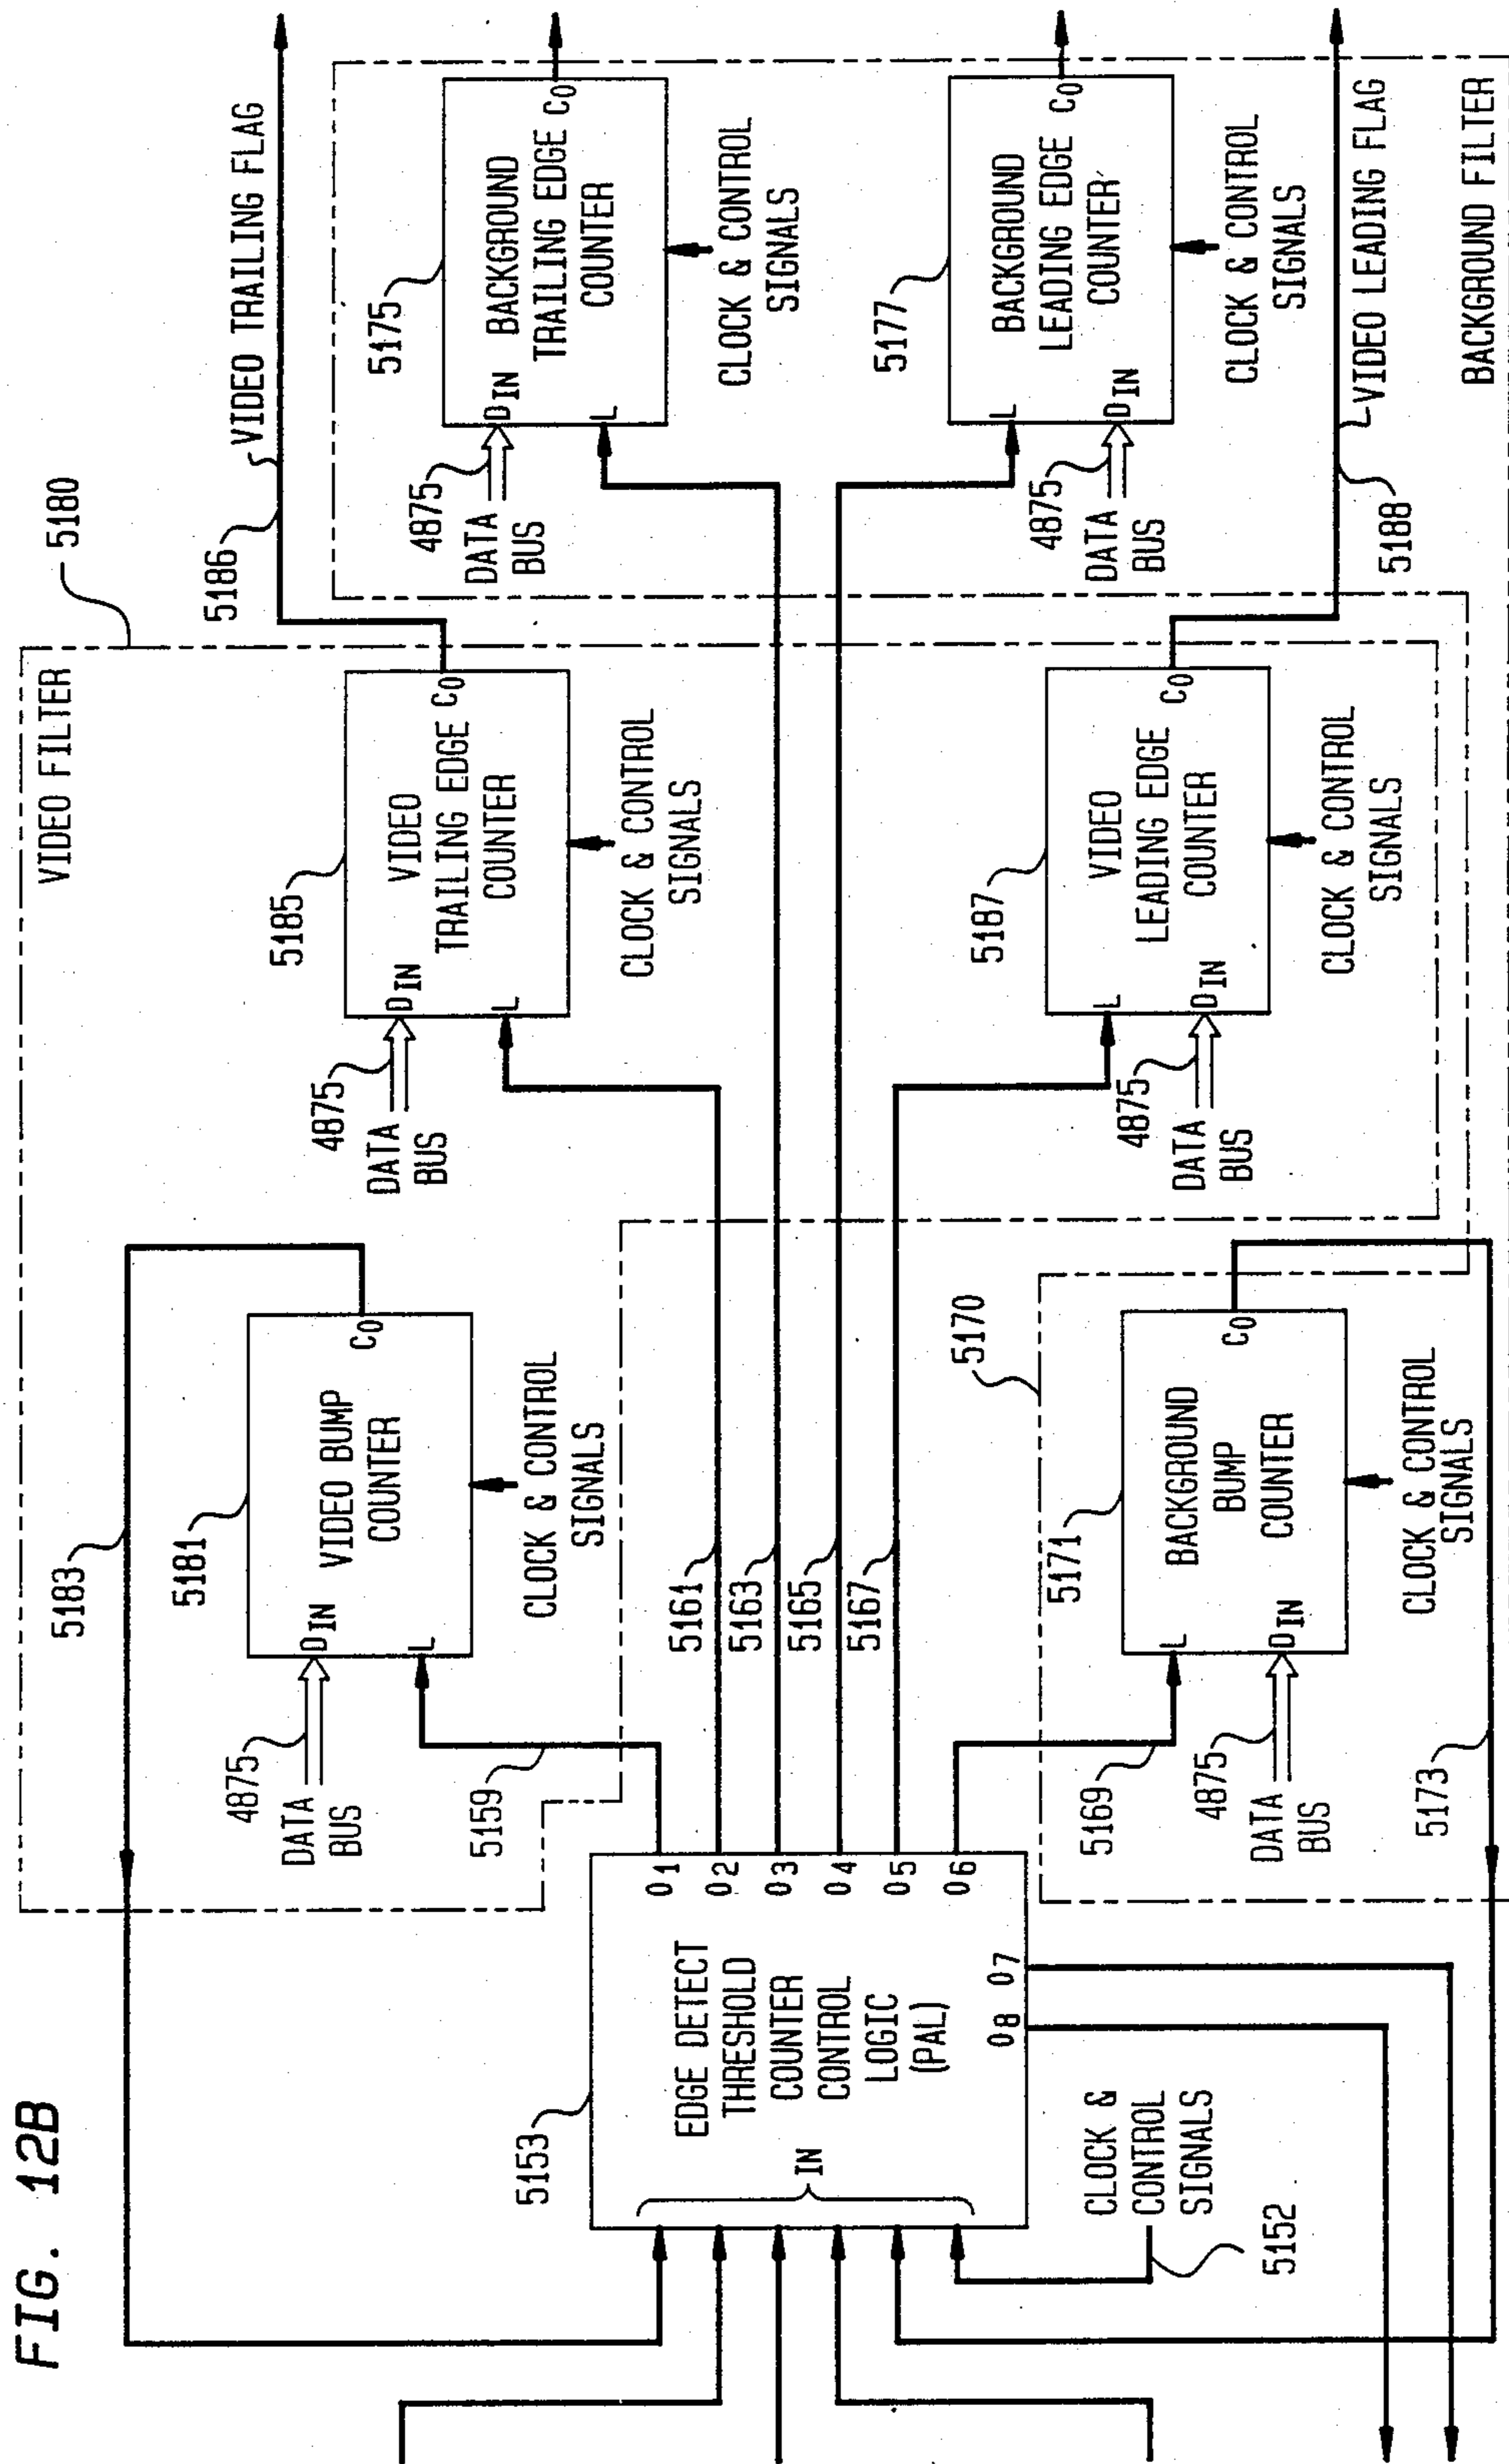 FIG. 12B
VIDEO FILTER
5180
5183
5186
VIDEO TRAILING FLAG
5181
VIDEO BUMP
COUNTER
DIN
L
C0
4875
DATA
BUS
CLOCK & CONTROL
SIGNALS
5159
5185
VIDEO
TRAILING EDGE
COUNTER
DIN
L
C0
4875
DATA
BUS
CLOCK & CONTROL
SIGNALS
5175
BACKGROUND
TRAILING EDGE
COUNTER
DIN
L
C0
4875
DATA
BUS
CLOCK & CONTROL
SIGNALS
5153
EDGE DETECT
THRESHOLD
COUNTER
CONTROL
LOGIC
(PAL)
IN
O1
O2
O3
O4
O5
O6
O7
O8
5161
5163
5165
5167
5169
CLOCK &
CONTROL
SIGNALS
5152
5170
5171
BACKGROUND
BUMP
COUNTER
L
DIN
C0
4875
DATA
BUS
CLOCK & CONTROL
SIGNALS
5173
5187
VIDEO
LEADING EDGE
COUNTER
L
DIN
C0
4875
DATA
BUS
CLOCK & CONTROL
SIGNALS
5177
BACKGROUND
LEADING EDGE
COUNTER
L
DIN
C0
4875
DATA
BUS
CLOCK & CONTROL
SIGNALS
5188
VIDEO LEADING FLAG
BACKGROUND FILTER